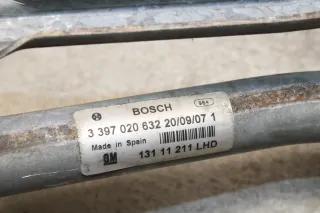 BOSCH
3 397 020 632 20/09/07 1
Made in Spain
GM 131 11 211 LHD